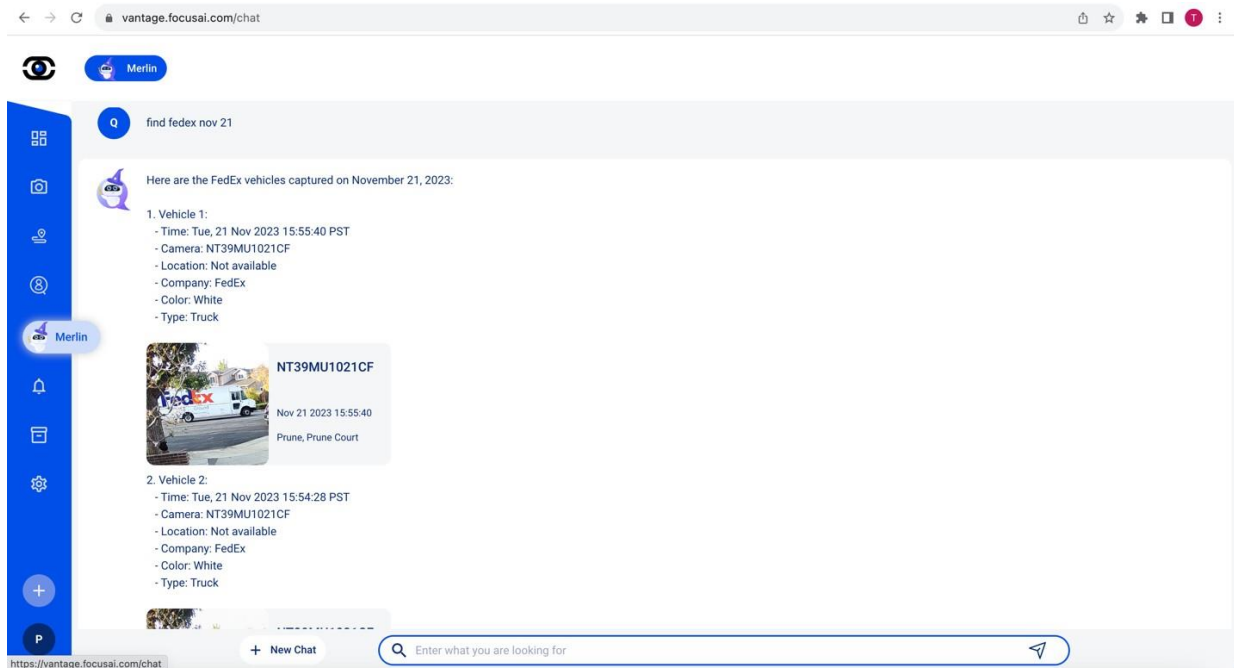 vantage.focusai.com/chat
T
Merlin
Q
find fedex nov 21
Here are the FedEx vehicles captured on November 21, 2023:
1. Vehicle 1:
- Time: Tue, 21 Nov 2023 15:55:40 PST
- Camera: NT39MU1021CF
- Location: Not available
- Company: FedEx
- Color: White
- Type: Truck
Merlin
FedEx
NT39MU1021CF
Nov 21 2023 15:55:40
Prune, Prune Court
2. Vehicle 2:
- Time: Tue, 21 Nov 2023 15:54:28 PST
- Camera: NT39MU1021CF
- Location: Not available
- Company: FedEx
- Color: White
- Type: Truck
P
+ New Chat
Enter what you are looking for
https://vantage.focusai.com/chat